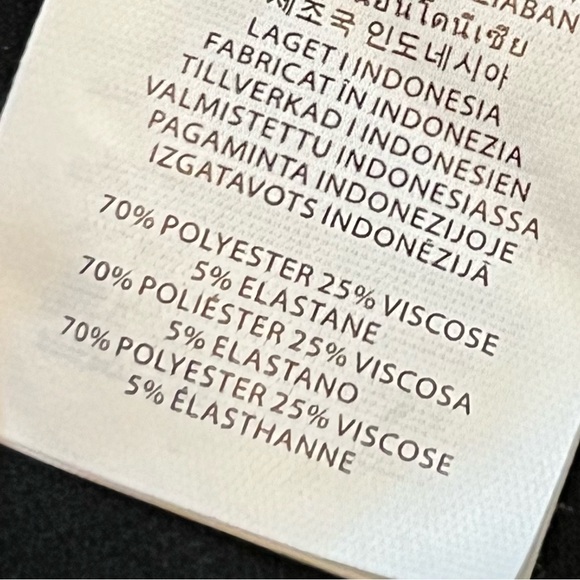 제조국 인도네시아
LAGET I INDONESIA
FABRICAT ÎN INDONEZIA
TILLVERKAD I INDONESIEN
VALMISTETTU INDONESIASSA
PAGAMINTA INDONEZIJOJE
IZGATAVOTS INDONĒZIJĀ
70% POLYESTER 25% VISCOSE
5% ELASTANE
70% POLIÉSTER 25% VISCOSA
5% ELASTANO
70% POLYESTER 25% VISCOSE
5% ÉLASTHANNE